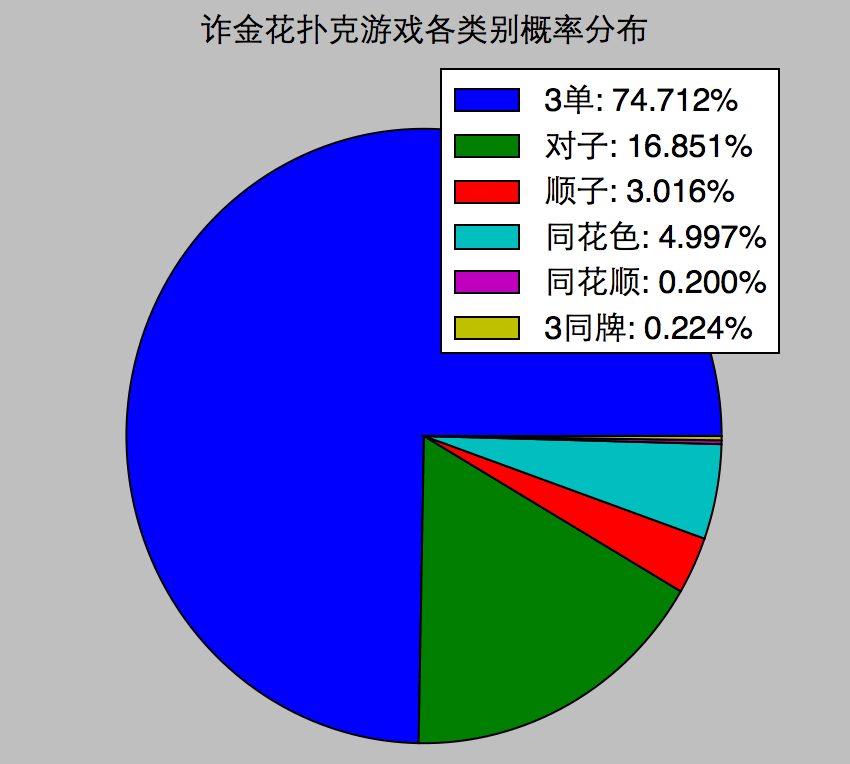 诈金花扑克游戏各类别概率分布
3单: 74.712%
对子: 16.851%
顺子: 3.016%
同花色: 4.997%
同花顺: 0.200%
3同牌: 0.224%